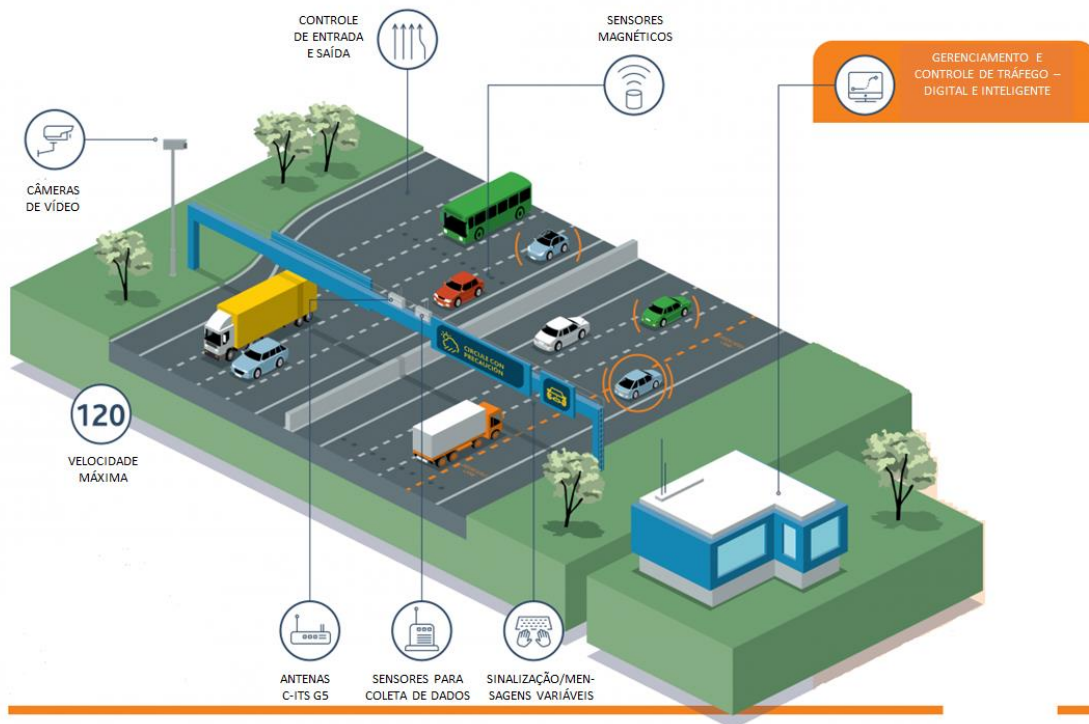 CONTROLE
DE ENTRADA
E SAÍDA
SENSORES
MAGNÉTICOS
GERENCIAMENTO E
CONTROLE DE TRÁFEGO –
DIGITAL E INTELIGENTE
CÂMERAS
DE VÍDEO
CIRCULE CON
PRECAUCIÓN
120
VELOCIDADE
MÁXIMA
ANTENAS
C-ITS G5
SENSORES PARA
COLETA DE DADOS
SINALIZAÇÃO/MEN-
SAGENS VARIÁVEIS